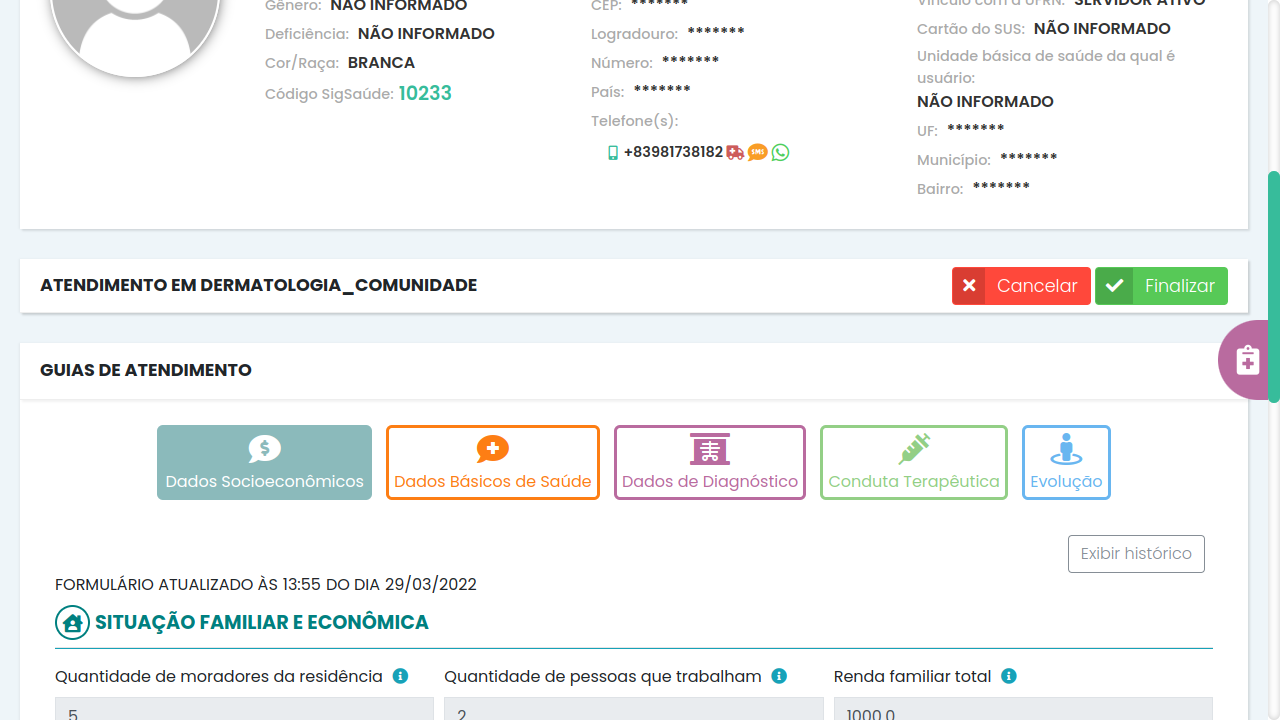 Gênero: NÃO INFORMADO
Deficiência: NÃO INFORMADO
Cor/Raça: BRANCA
Código SigSaúde: 10233
CEP: *******
Logradouro: *******
Número: *******
País: *******
Telefone(s):
+83981738182 SMS
Vínculo com a UFRN: SERVIDOR ATIVO
Cartão do SUS: NÃO INFORMADO
Unidade básica de saúde da qual é
usuário:
NÃO INFORMADO
UF: *******
Município: *******
Bairro: *******
ATENDIMENTO EM DERMATOLOGIA_COMUNIDADE
Cancelar
Finalizar
GUIAS DE ATENDIMENTO
Dados Socioeconômicos
Dados Básicos de Saúde
Dados de Diagnóstico
Conduta Terapêutica
Evolução
Exibir histórico
FORMULÁRIO ATUALIZADO ÀS 13:55 DO DIA 29/03/2022
SITUAÇÃO FAMILIAR E ECONÔMICA
Quantidade de moradores da residência
Quantidade de pessoas que trabalham
Renda familiar total
5
2
1000.0